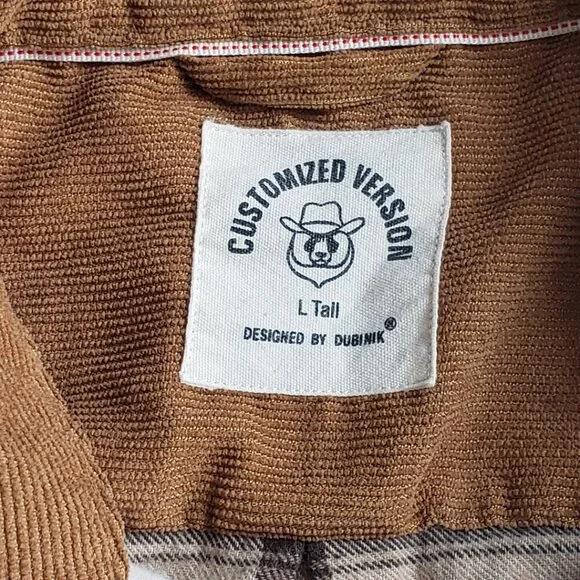 CUSTOMIZED VERSION
L Tall
DESIGNED BY DUBINIK®